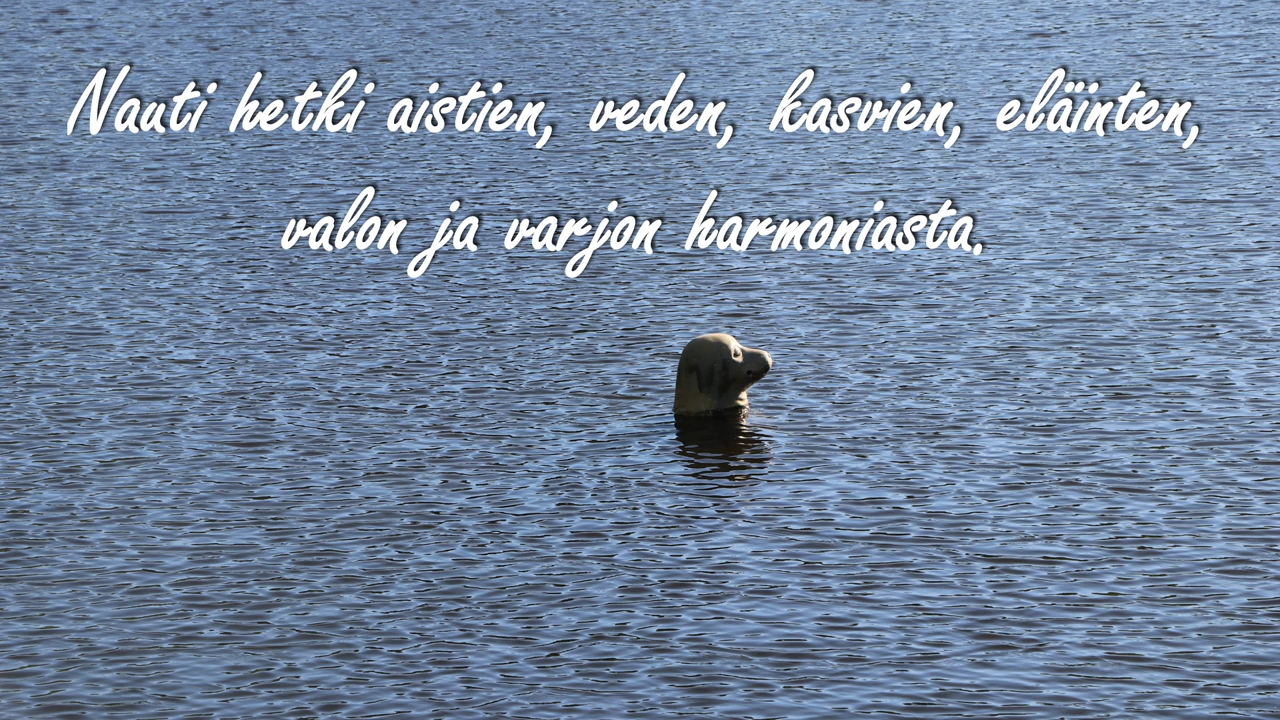 Nauti hetki aistien, veden, kasvien, eläinten,
valon ja varjon harmoniasta.